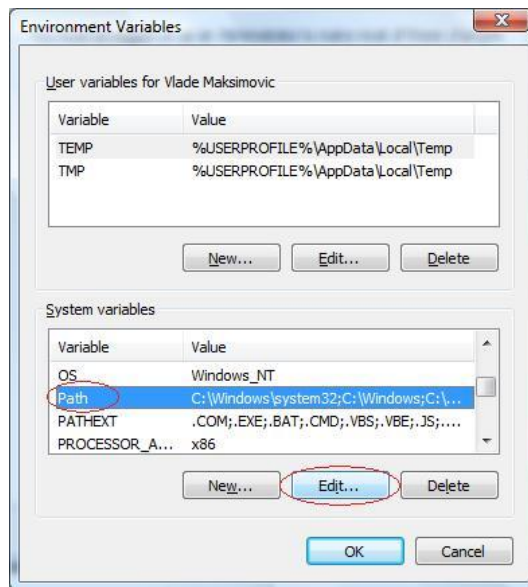 Environment Variables
User variables for Vlade Maksimovic
Variable Value
TEMP %USERPROFILE%\AppData\Local\Temp
TMP %USERPROFILE%\AppData\Local\Temp
New... Edit... Delete
System variables
Variable Value
OS Windows_NT
Path C:\Windows\system32;C:\Windows;C:\...
PATHEXT .COM;.EXE;.BAT;.CMD;.VBS;.VBE;.JS;....
PROCESSOR_A... x86
New... Edit... Delete
OK Cancel